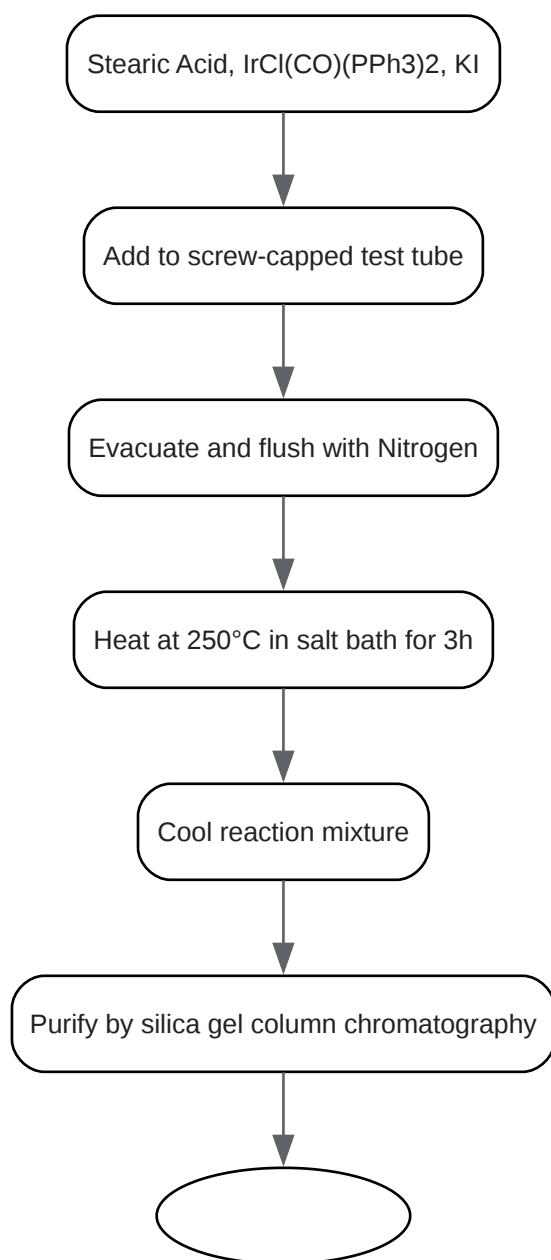 Stearic Acid, IrCl(CO)(PPh3)2, KI
Add to screw-capped test tube
Evacuate and flush with Nitrogen
Heat at 250°C in salt bath for 3h
Cool reaction mixture
Purify by silica gel column chromatography